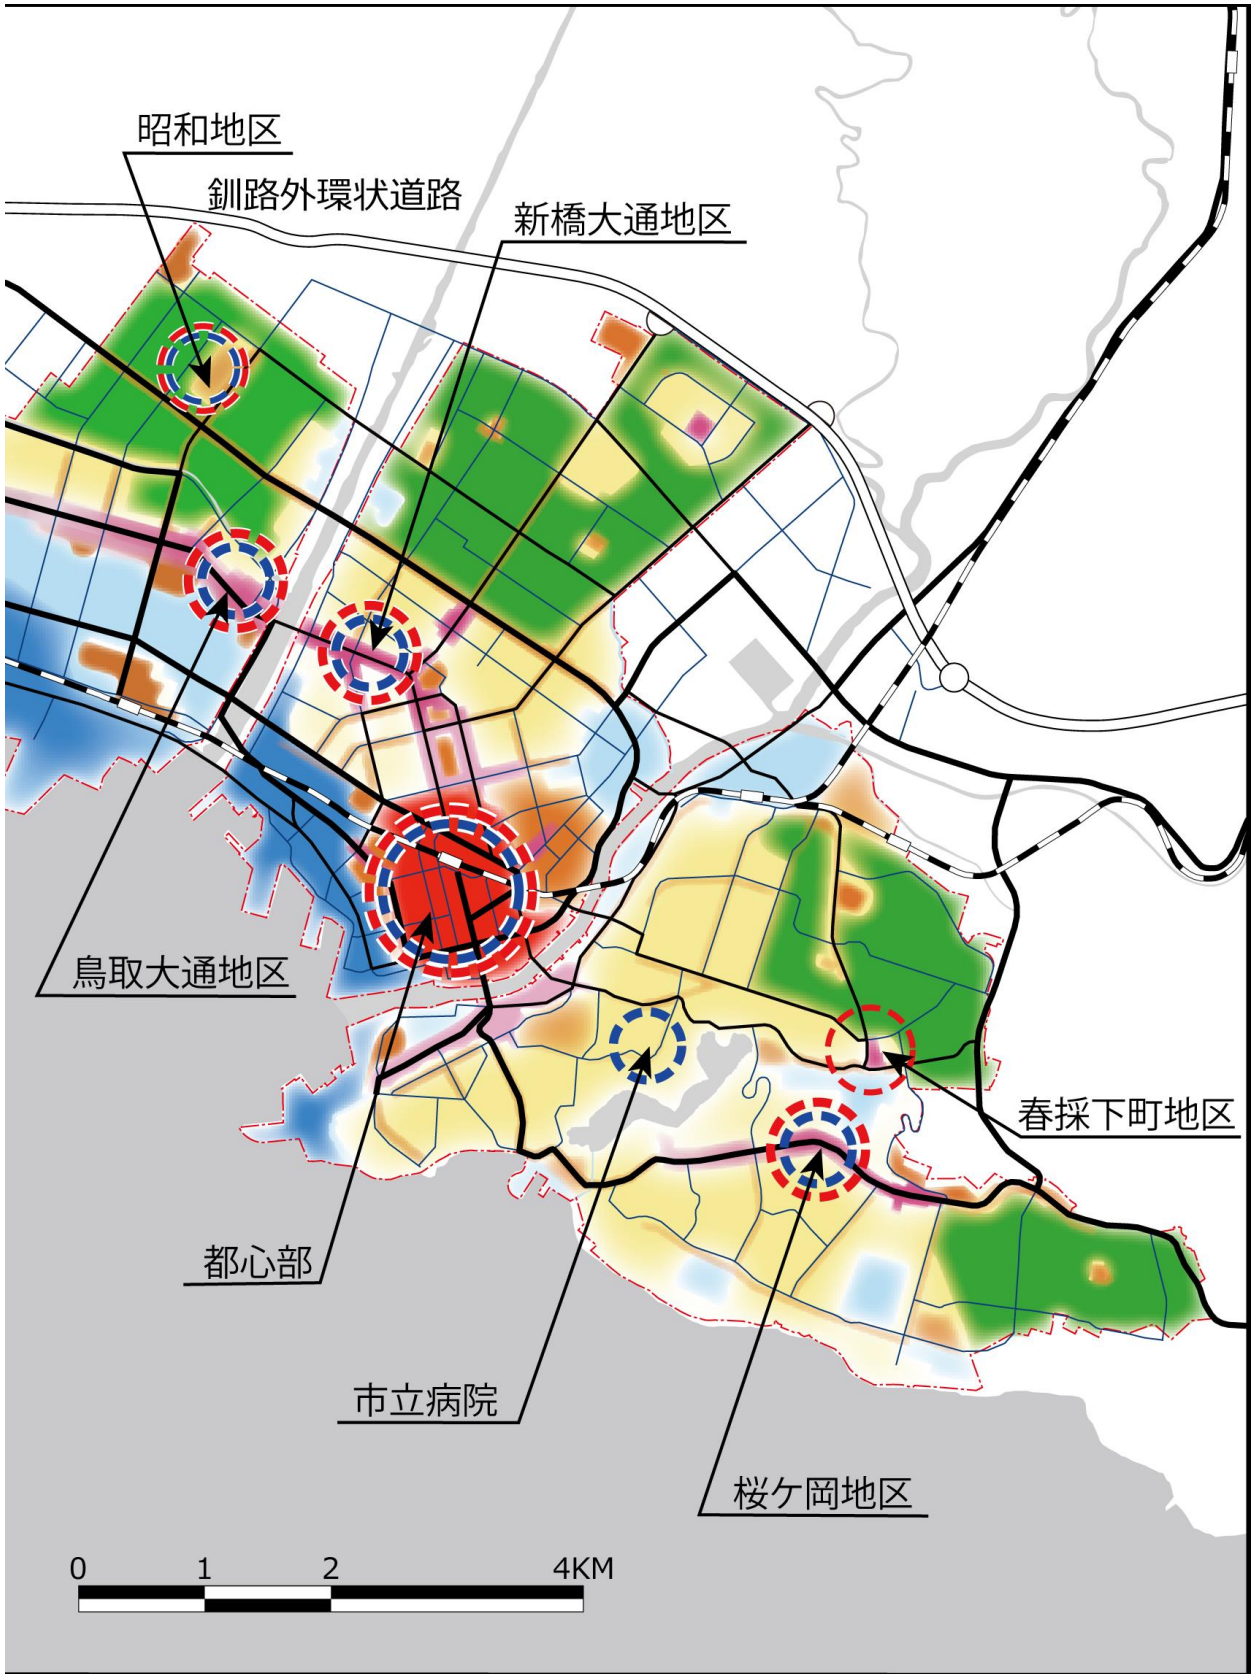 昭和地区
釧路外環状道路
新橋大通地区
鳥取大通地区
春採下町地区
都心部
市立病院
桜ケ岡地区
0 1 2 4KM